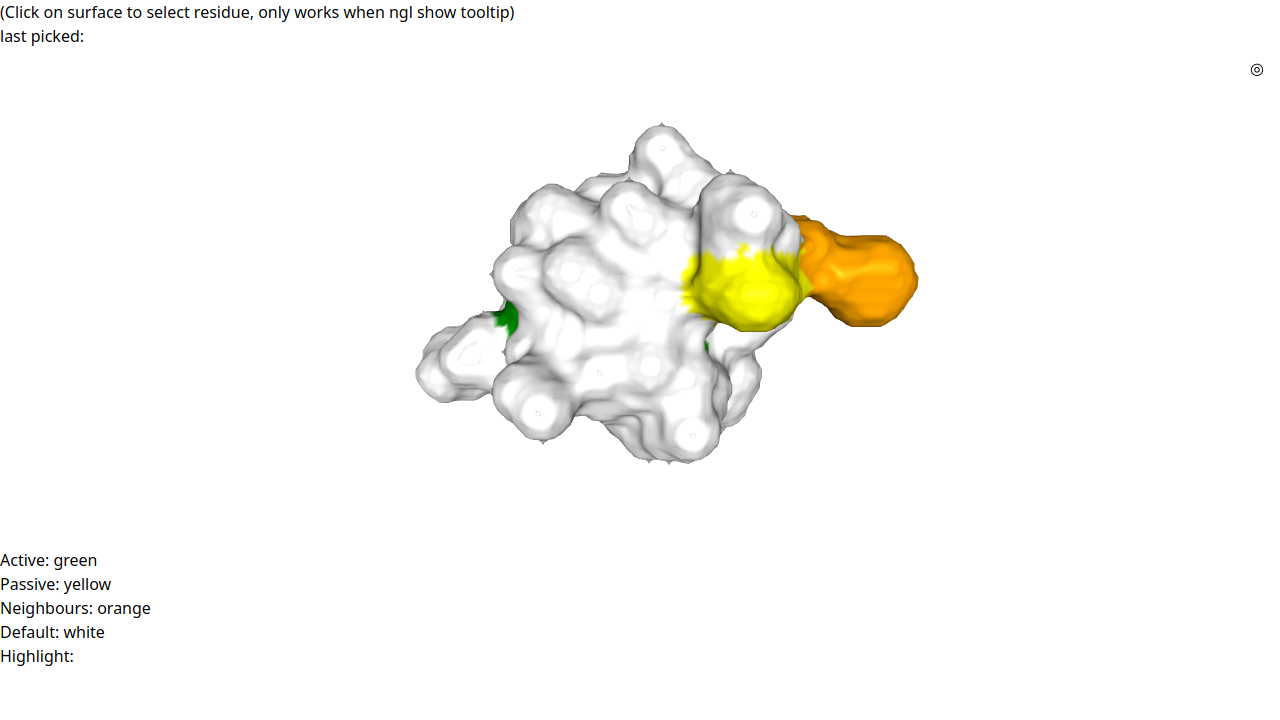 (Click on surface to select residue, only works when ngl show tooltip)
last picked:
Active: green
Passive: yellow
Neighbours: orange
Default: white
Highlight: